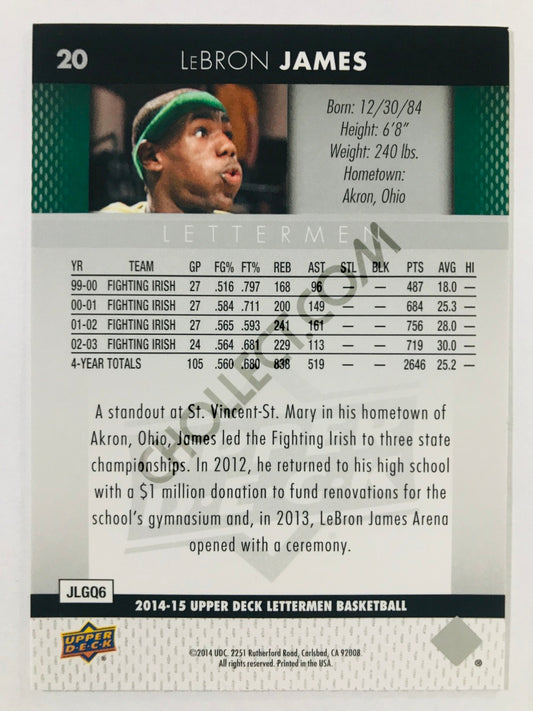 20 LEBRON JAMES
Born: 12/30/84
Height: 6'8"
Weight: 240 lbs.
Hometown:
Akron, Ohio
LETTERMEN
YR TEAM GP FG% FT% REB AST STL BLK PTS AVG HI
99-00 FIGHTING IRISH 27 .516 .797 168 96 — — 487 18.0 —
00-01 FIGHTING IRISH 27 .584 .711 200 149 — — 684 25.3 —
01-02 FIGHTING IRISH 27 .565 .593 241 161 — — 756 28.0 —
02-03 FIGHTING IRISH 24 .564 .681 229 113 — — 719 30.0 —
4-YEAR TOTALS 105 .560 .680 838 519 — — 2646 25.2 —
A standout at St. Vincent-St. Mary in his hometown of
Akron, Ohio, James led the Fighting Irish to three state
championships. In 2012, he returned to his high school
with a $1 million donation to fund renovations for the
school's gymnasium and, in 2013, LeBron James Arena
opened with a ceremony.
CHOLLECT.COM
JLGQ6
2014-15 UPPER DECK LETTERMEN BASKETBALL
UPPER
DECK
©2014 UDC. 2251 Rutherford Road, Carlsbad, CA 92008.
All rights reserved. Printed in the USA.